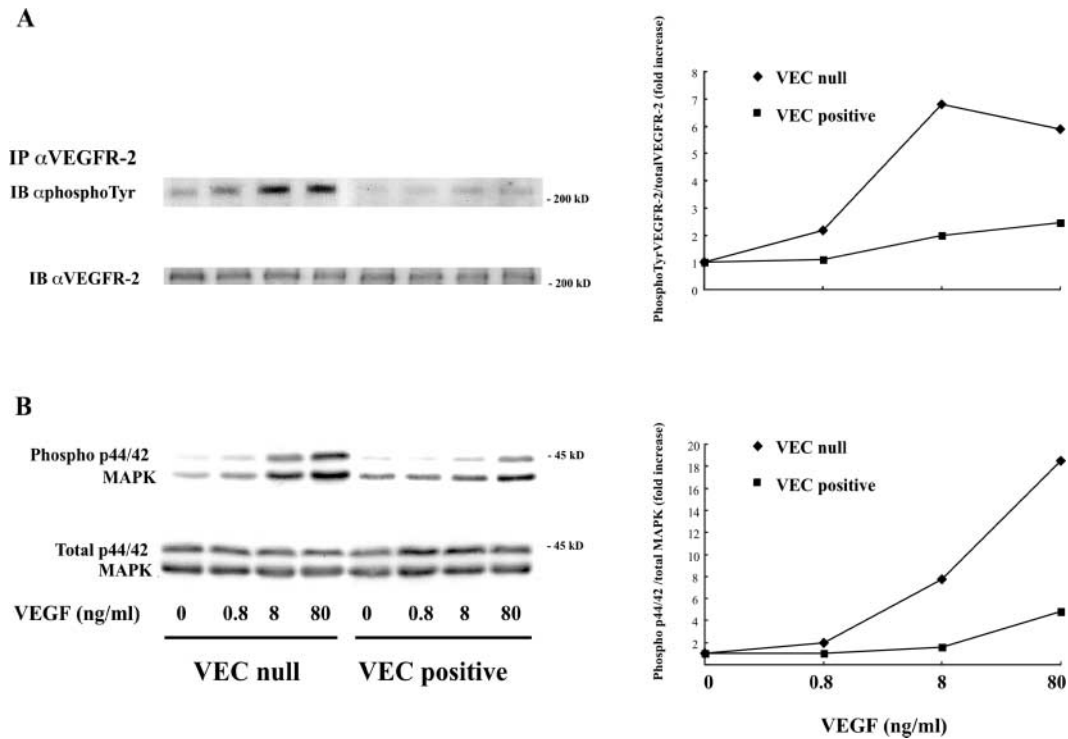 A
IP αVEGFR-2
IB αphosphoTyr
- 200 kD
IB αVEGFR-2
- 200 kD
PhosphoTyrVEGFR-2/totalVEGFR-2 (fold increase)
8
7
6
5
4
3
2
1
0
VEC null
VEC positive
B
Phospho p44/42
MAPK
- 45 kD
Total p44/42
MAPK
- 45 kD
VEGF (ng/ml) 0 0.8 8 80 0 0.8 8 80
VEC null VEC positive
Phospho p44/42 /total MAPK (fold increase)
20
18
16
14
12
10
8
6
4
2
VEC null
VEC positive
0 0.8 8 80
VEGF (ng/ml)